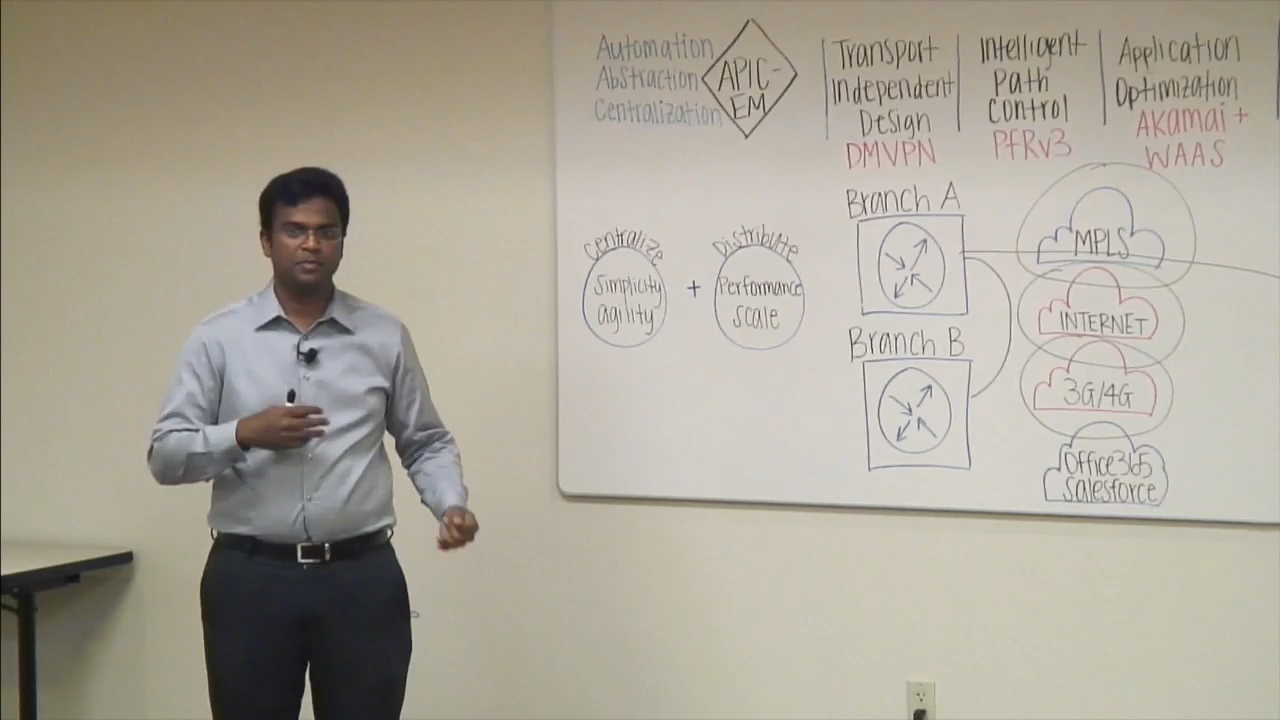 Automation
Abstraction
Centralization
APIC-
EM
Transport
Independent
Design
DMVPN
Intelligent
Path
Control
PfRv3
Application
Optimization
Akamai +
WAAS
Centralize
Simplicity
agility
+
Distribute
Performance
scale
Branch A
Branch B
MPLS
INTERNET
3G/4G
Office365
Salesforce